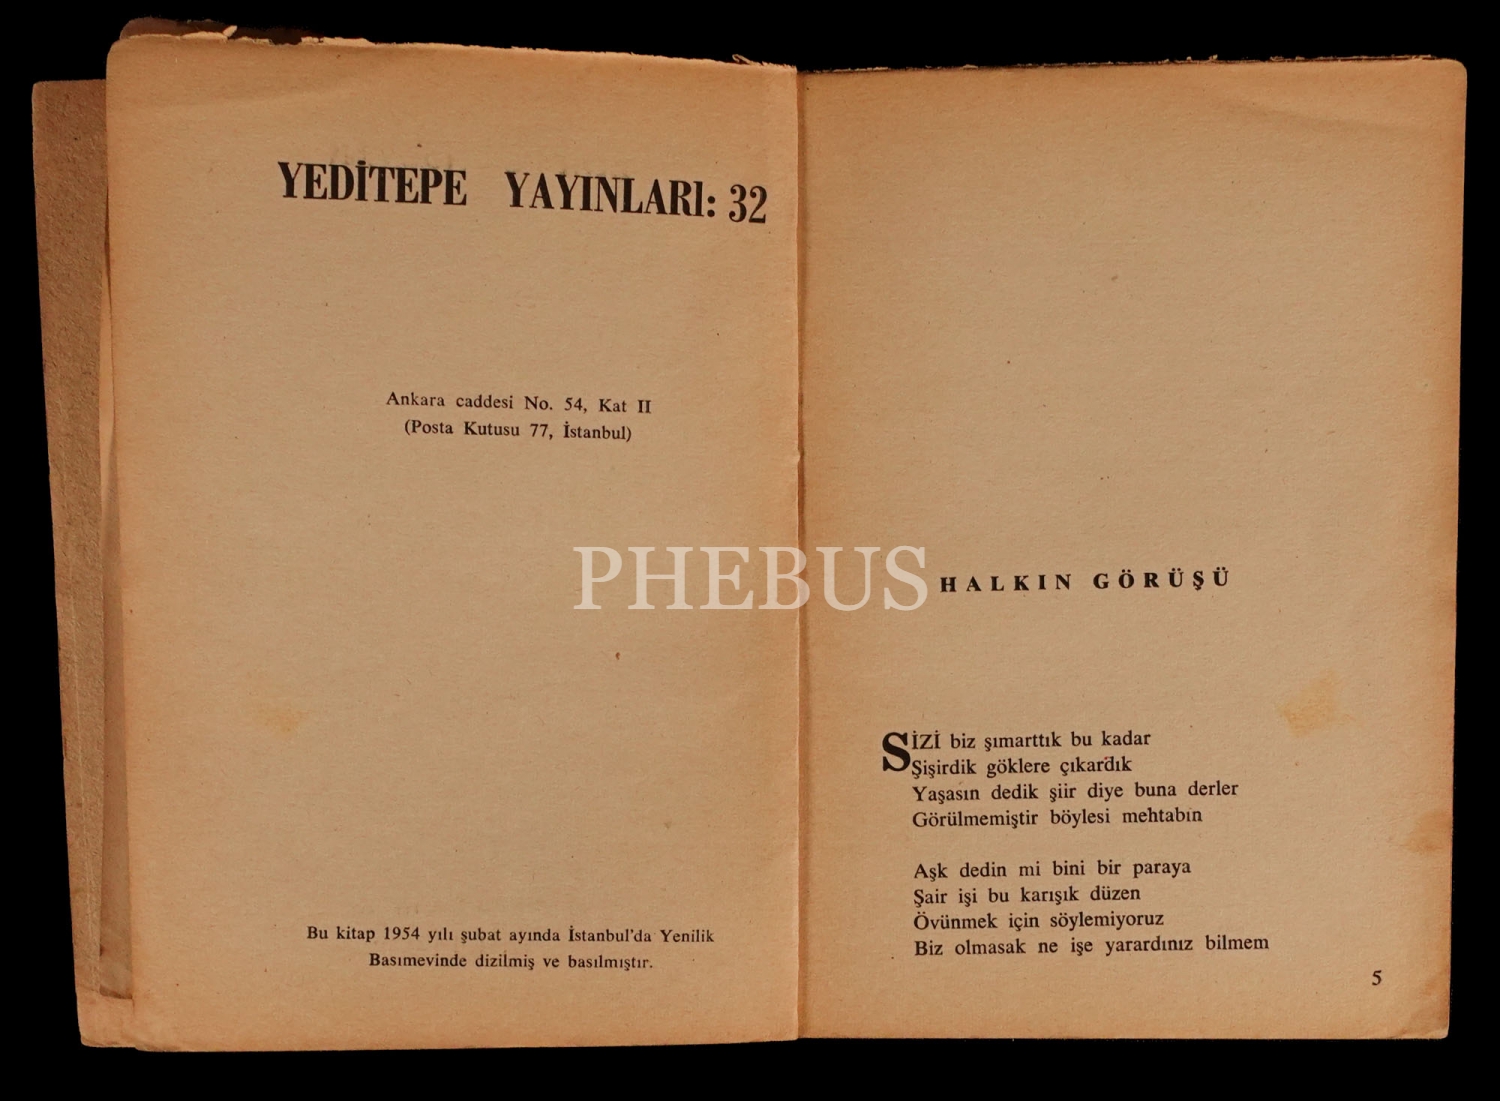 YEDİTEPE YAYINLARI: 32
Ankara caddesi No. 54, Kat II
(Posta Kutusu 77, İstanbul)
Bu kitap 1954 yılı şubat ayında İstanbul'da Yenilik
Basımevinde dizilmiş ve basılmıştır.
PHEBUS
HALKIN GÖRÜŞÜ
SİZİ biz şımarttık bu kadar
Şişirdik göklere çıkardık
Yaşasın dedik şiir diye buna derler
Görülmemiştir böylesi mehtabın
Aşk dedin mi bini bir paraya
Şair işi bu karışık düzen
Övünmek için söylemiyoruz
Biz olmasak ne işe yarardınız bilmem
5